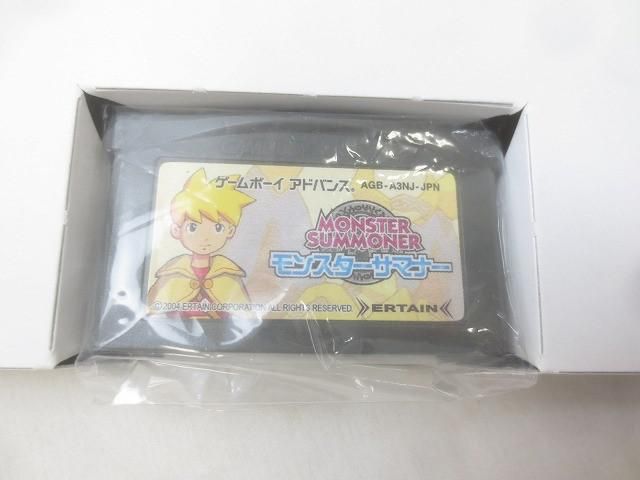 ゲームボーイ アドバンス® AGB-A3NJ-JPN
MONSTER
SUMMONER
モンスターサマナー
©2004 ERTAIN CORPORATION ALL RIGHTS RESERVED. ERTAIN